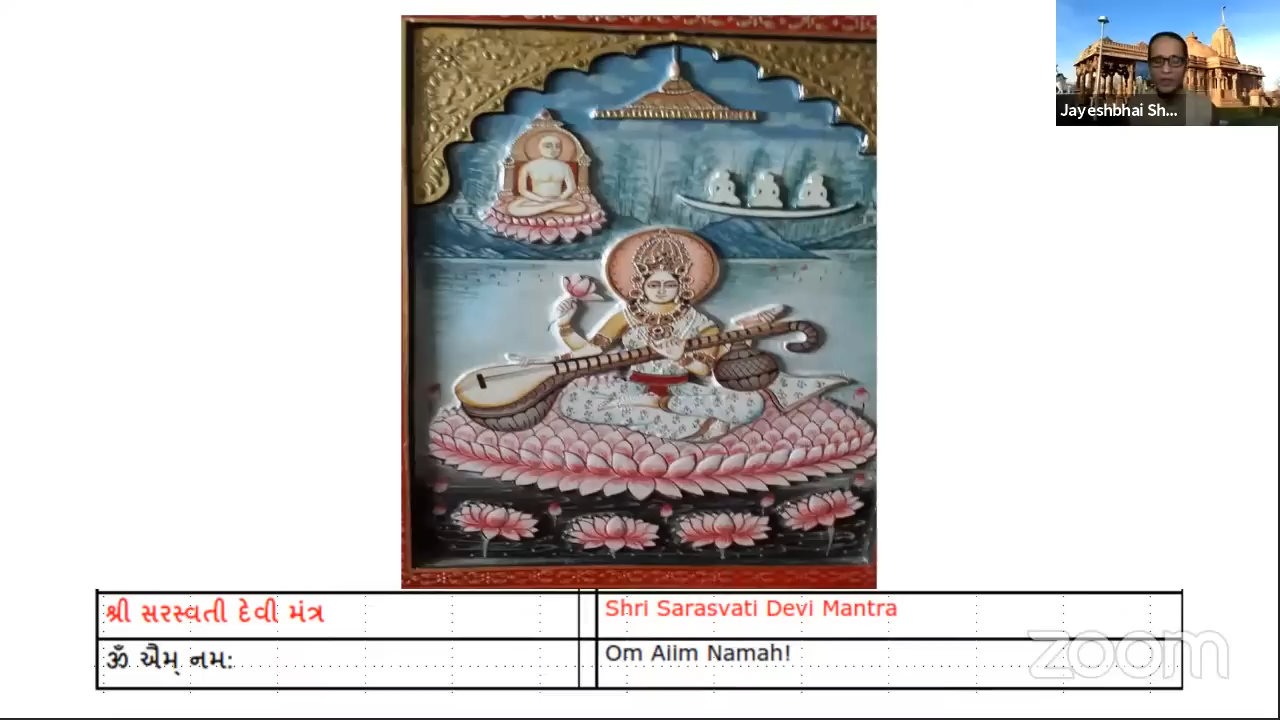 Jayeshbhai Sh...
શ્રી સરસ્વતી દેવી મંત્ર
Shri Sarasvati Devi Mantra
ૐ ઐમ્ નમ:
Om Aiim Namah!
zoom